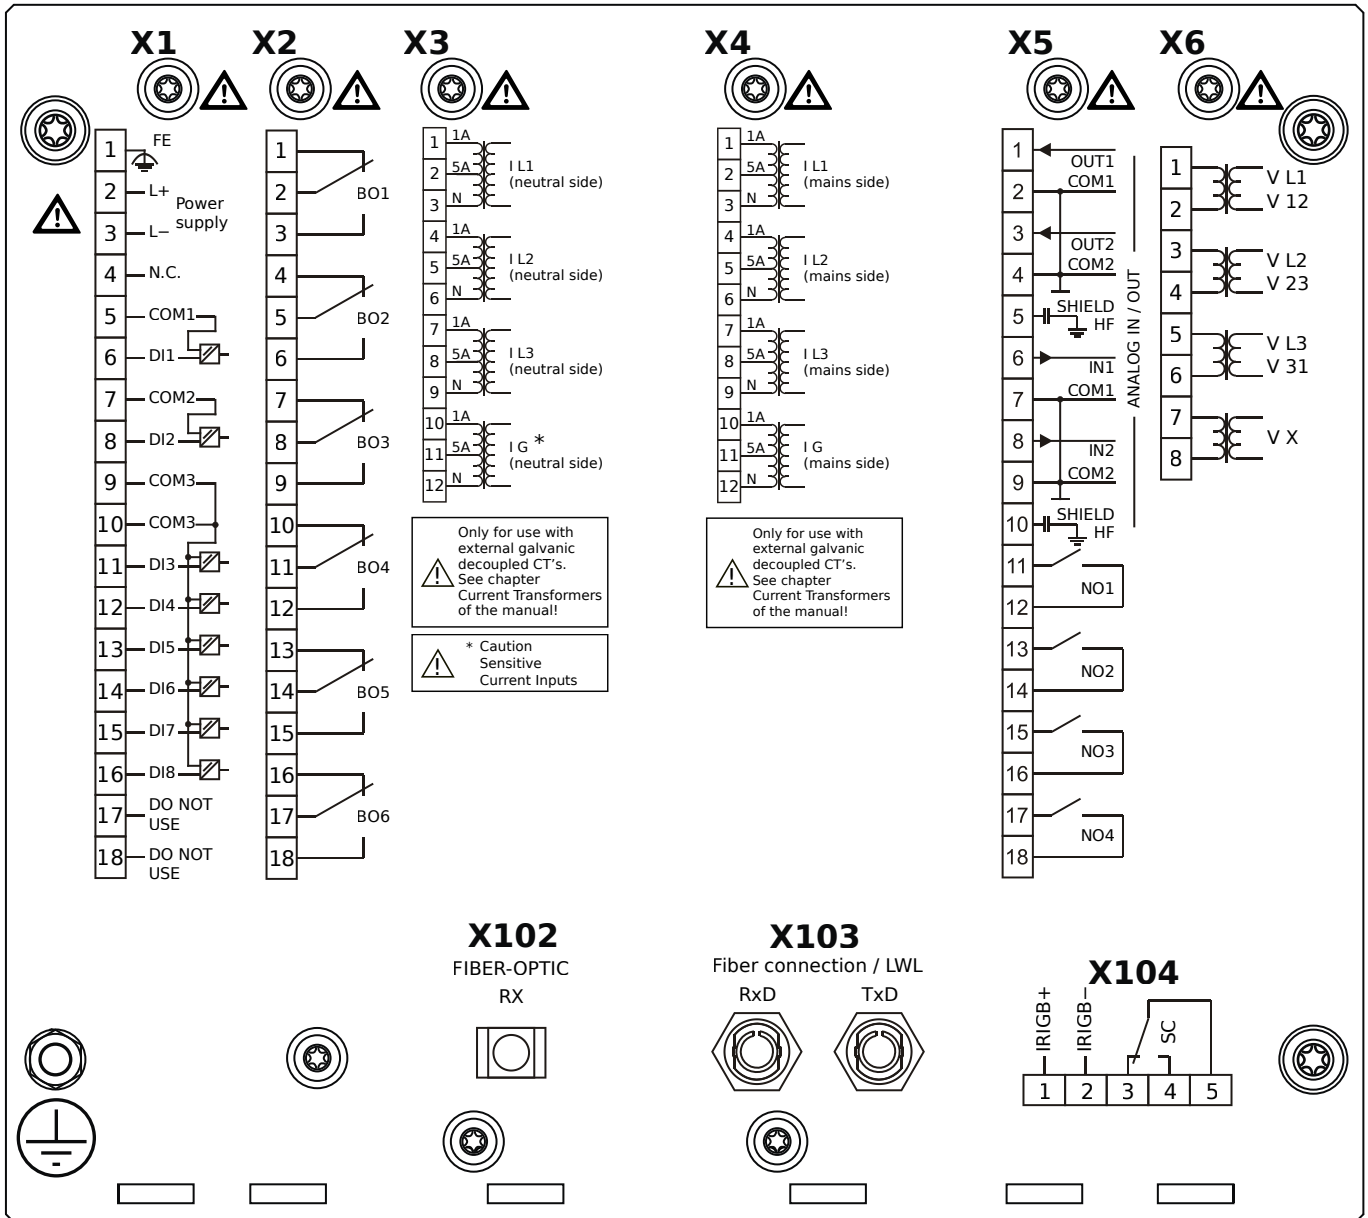 X1
X2
X3
X4
X5
X6
1
FE
2
L+
Power
supply
3
L−
4
N.C.
5
COM1
6
DI1
7
COM2
8
DI2
9
COM3
10
COM3
11
DI3
12
DI4
13
DI5
14
DI6
15
DI7
16
DI8
17
DO NOT
USE
18
DO NOT
USE
1
2
BO1
3
4
5
BO2
6
7
8
BO3
9
10
11
BO4
12
13
14
BO5
15
16
17
BO6
18
1
1A
2
5A
I L1
(neutral side)
3
N
4
1A
5
5A
I L2
(neutral side)
6
N
7
1A
8
5A
I L3
(neutral side)
9
N
10
1A
11
5A
I G *
(neutral side)
12
N
Only for use with
external galvanic
decoupled CT's.
See chapter
Current Transformers
of the manual!
* Caution
Sensitive
Current Inputs
1
1A
2
5A
I L1
(mains side)
3
N
4
1A
5
5A
I L2
(mains side)
6
N
7
1A
8
5A
I L3
(mains side)
9
N
10
1A
11
5A
I G
(mains side)
12
N
Only for use with
external galvanic
decoupled CT's.
See chapter
Current Transformers
of the manual!
1
OUT1
2
COM1
3
OUT2
4
COM2
5
SHIELD
HF
6
IN1
7
COM1
8
IN2
9
COM2
10
SHIELD
HF
ANALOG IN / OUT
11
NO1
12
13
NO2
14
15
NO3
16
17
NO4
18
1
V L1
2
V 12
3
V L2
4
V 23
5
V L3
6
V 31
7
V X
8
X102
FIBER-OPTIC
RX
X103
Fiber connection / LWL
RxD
TxD
X104
IRIGB+
IRIGB−
SC
1
2
3
4
5